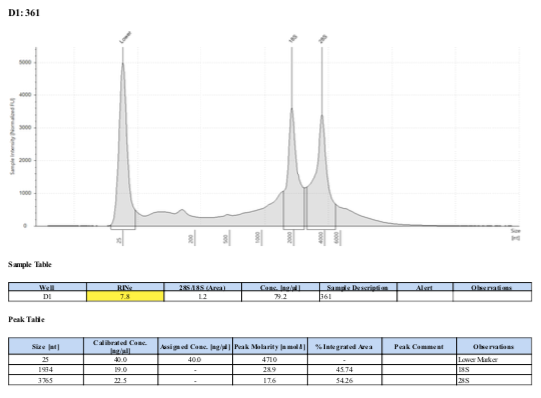 D1: 361
Lower
18S
28S
Sample Intensity [Normalized FU]
5000
4000
3000
2000
1000
0
25
200
500
1000
2000
4000
6000
Size
Sample Table
Well RINe 28S/18S (Area) Conc. [ng/µl] Sample Description Alert Observations
D1 7.8 1.2 79.2 361
Peak Table
Size [nt] Calibrated Conc. [ng/µl] Assigned Conc. [ng/µl] Peak Molarity [nmol/l] % Integrated Area Peak Comment Observations
25 40.0 40.0 4710 - Lower Marker
1934 19.0 - 28.9 45.74 18S
3765 22.5 - 17.6 54.26 28S